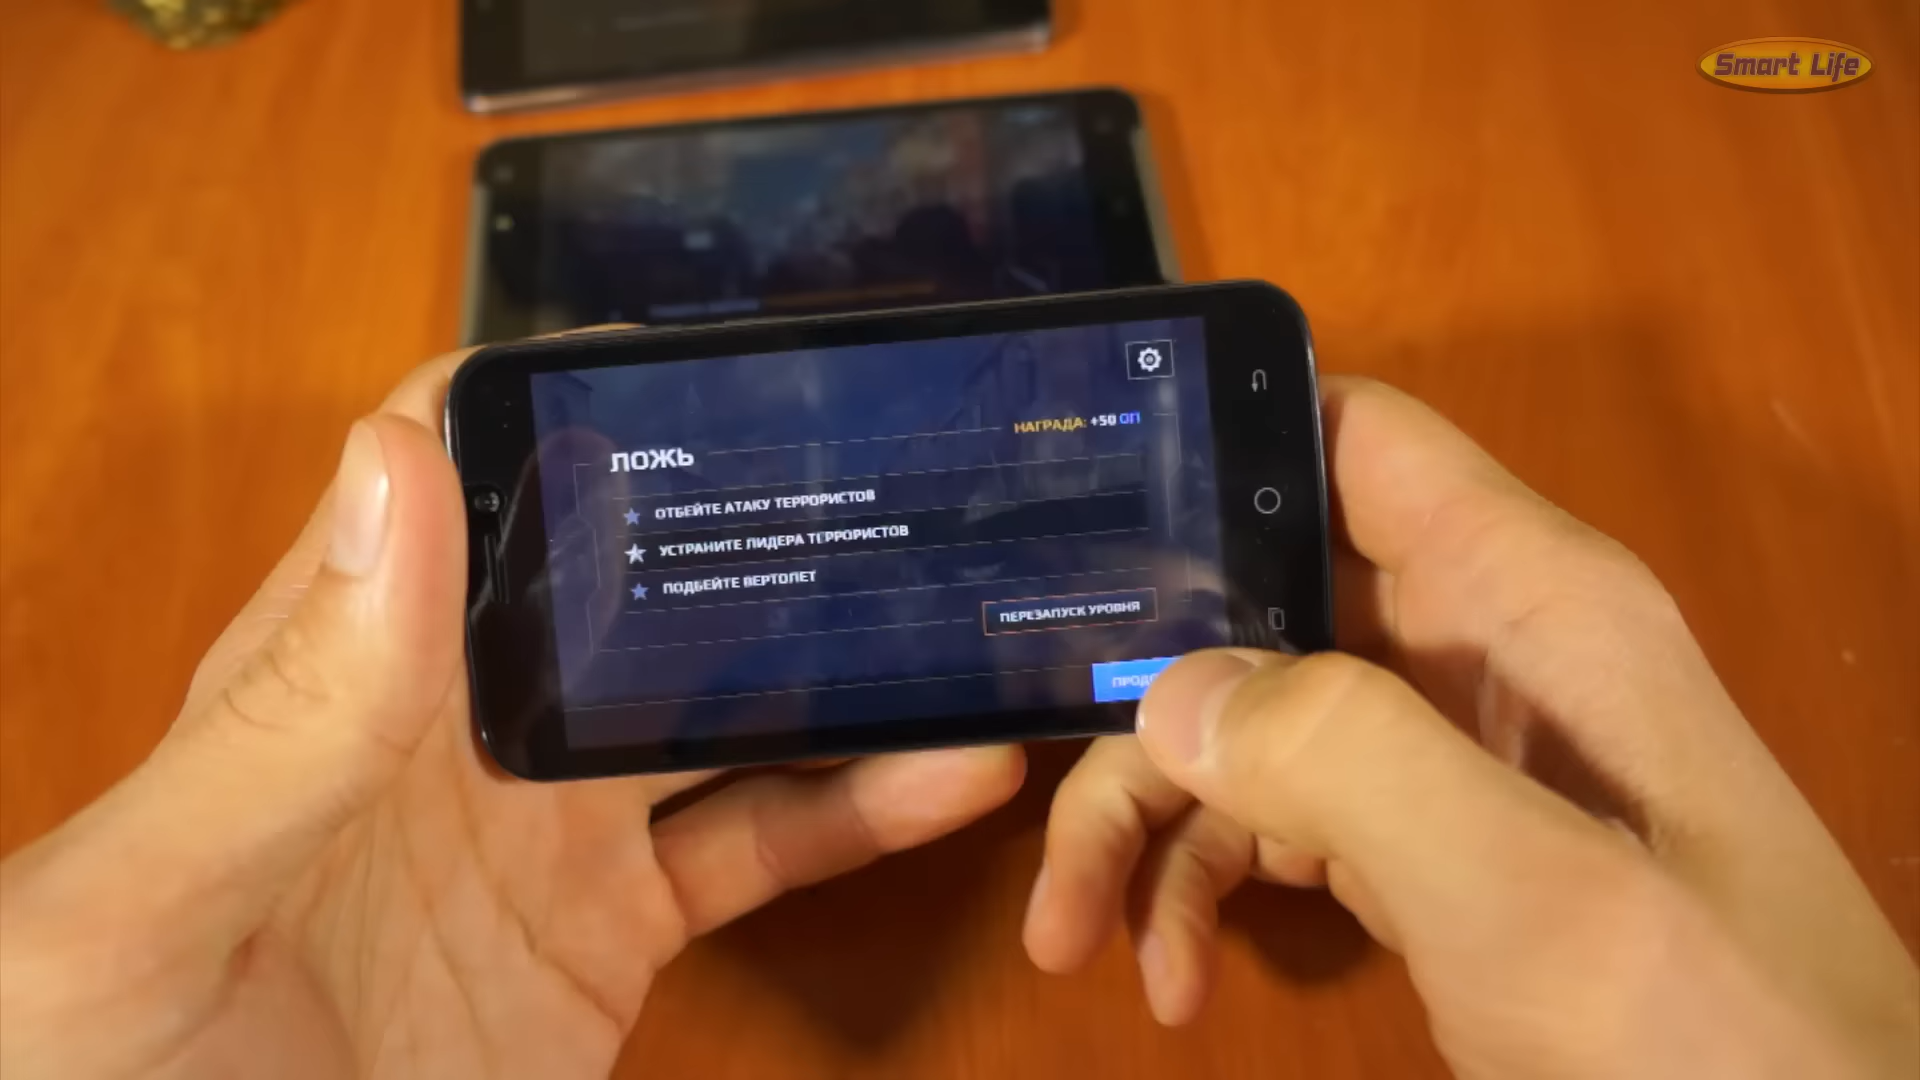 Smart Life
НАГРАДА: +50 ОП
ЛОЖЬ
ОТБЕЙТЕ АТАКУ ТЕРРОРИСТОВ
УСТРАНИТЕ ЛИДЕРА ТЕРРОРИСТОВ
ПОДБЕЙТЕ ВЕРТОЛЕТ
ПЕРЕЗАПУСК УРОВНЯ